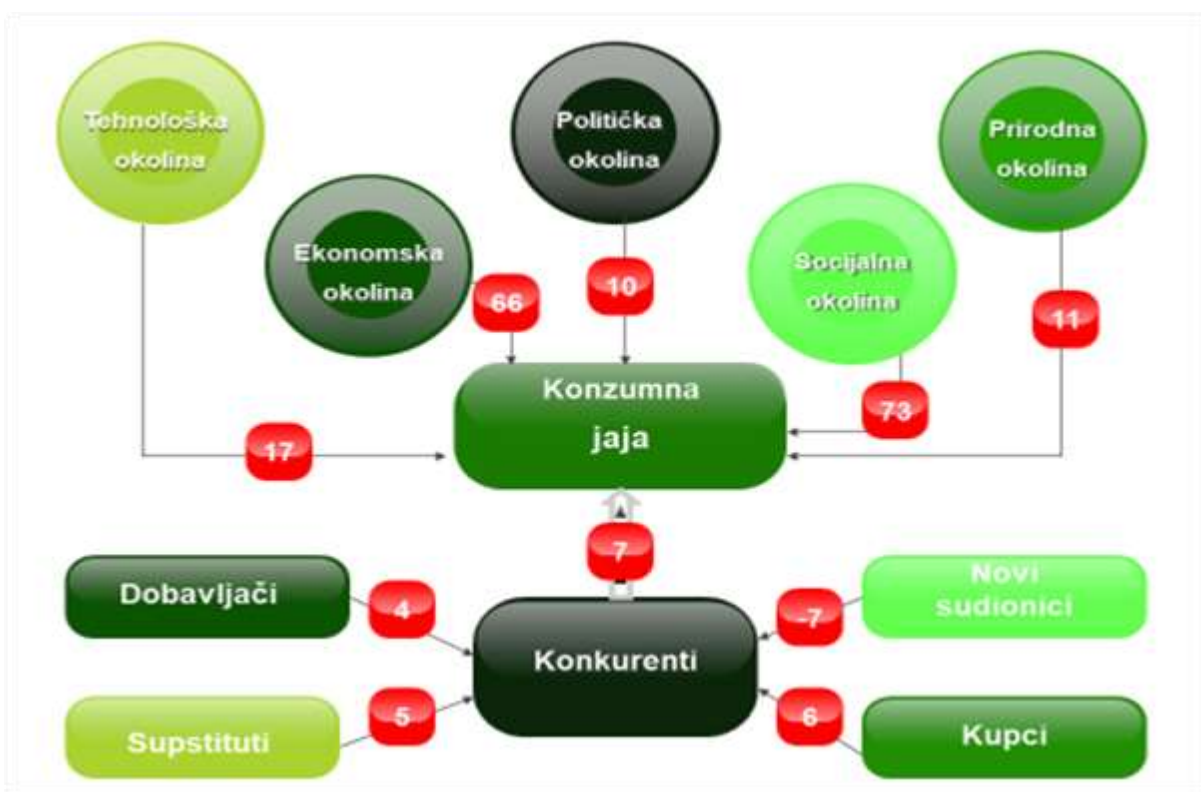 Tehnološka
okolina
Politička
okolina
Prirodna
okolina
Ekonomska
okolina
Socijalna
okolina
66
10
11
Konzumna
jaja
73
17
7
Dobavljači
4
Novi
sudionici
-7
Konkurenti
Supstituti
5
6
Kupci